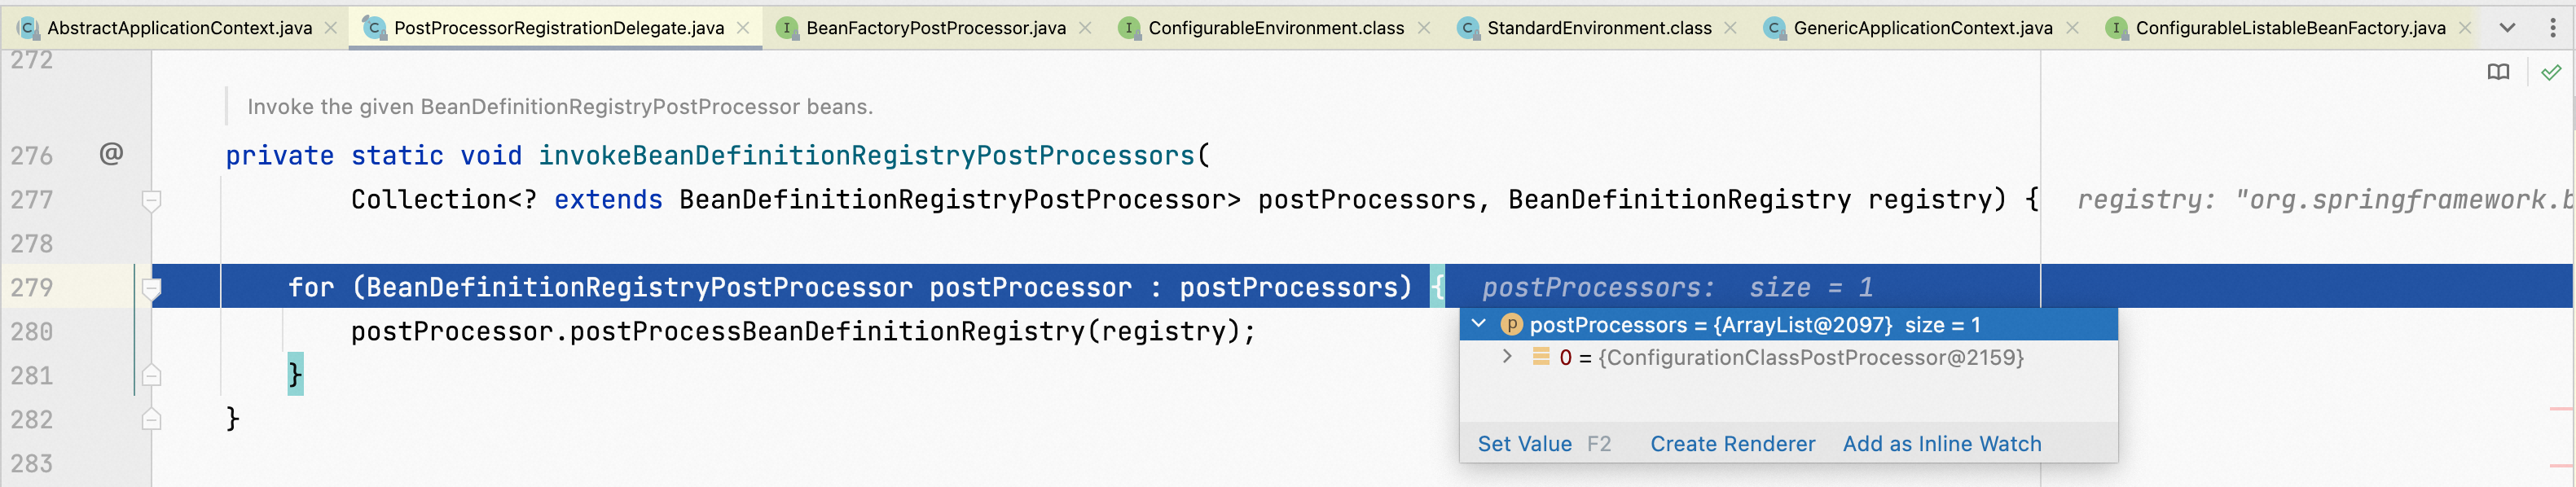 AbstractApplicationContext.java PostProcessorRegistrationDelegate.java BeanFactoryPostProcessor.java ConfigurableEnvironment.class StandardEnvironment.class GenericApplicationContext.java ConfigurableListableBeanFactory.java
272
Invoke the given BeanDefinitionRegistryPostProcessor beans.
276 @ private static void invokeBeanDefinitionRegistryPostProcessors(
277 Collection<? extends BeanDefinitionRegistryPostProcessor> postProcessors, BeanDefinitionRegistry registry) { registry: "org.springframework.b
278
279 for (BeanDefinitionRegistryPostProcessor postProcessor : postProcessors) { postProcessors: size = 1
280 postProcessor.postProcessBeanDefinitionRegistry(registry);
281 }
282 }
283
postProcessors = {ArrayList@2097} size = 1
0 = {ConfigurationClassPostProcessor@2159}
Set Value F2 Create Renderer Add as Inline Watch